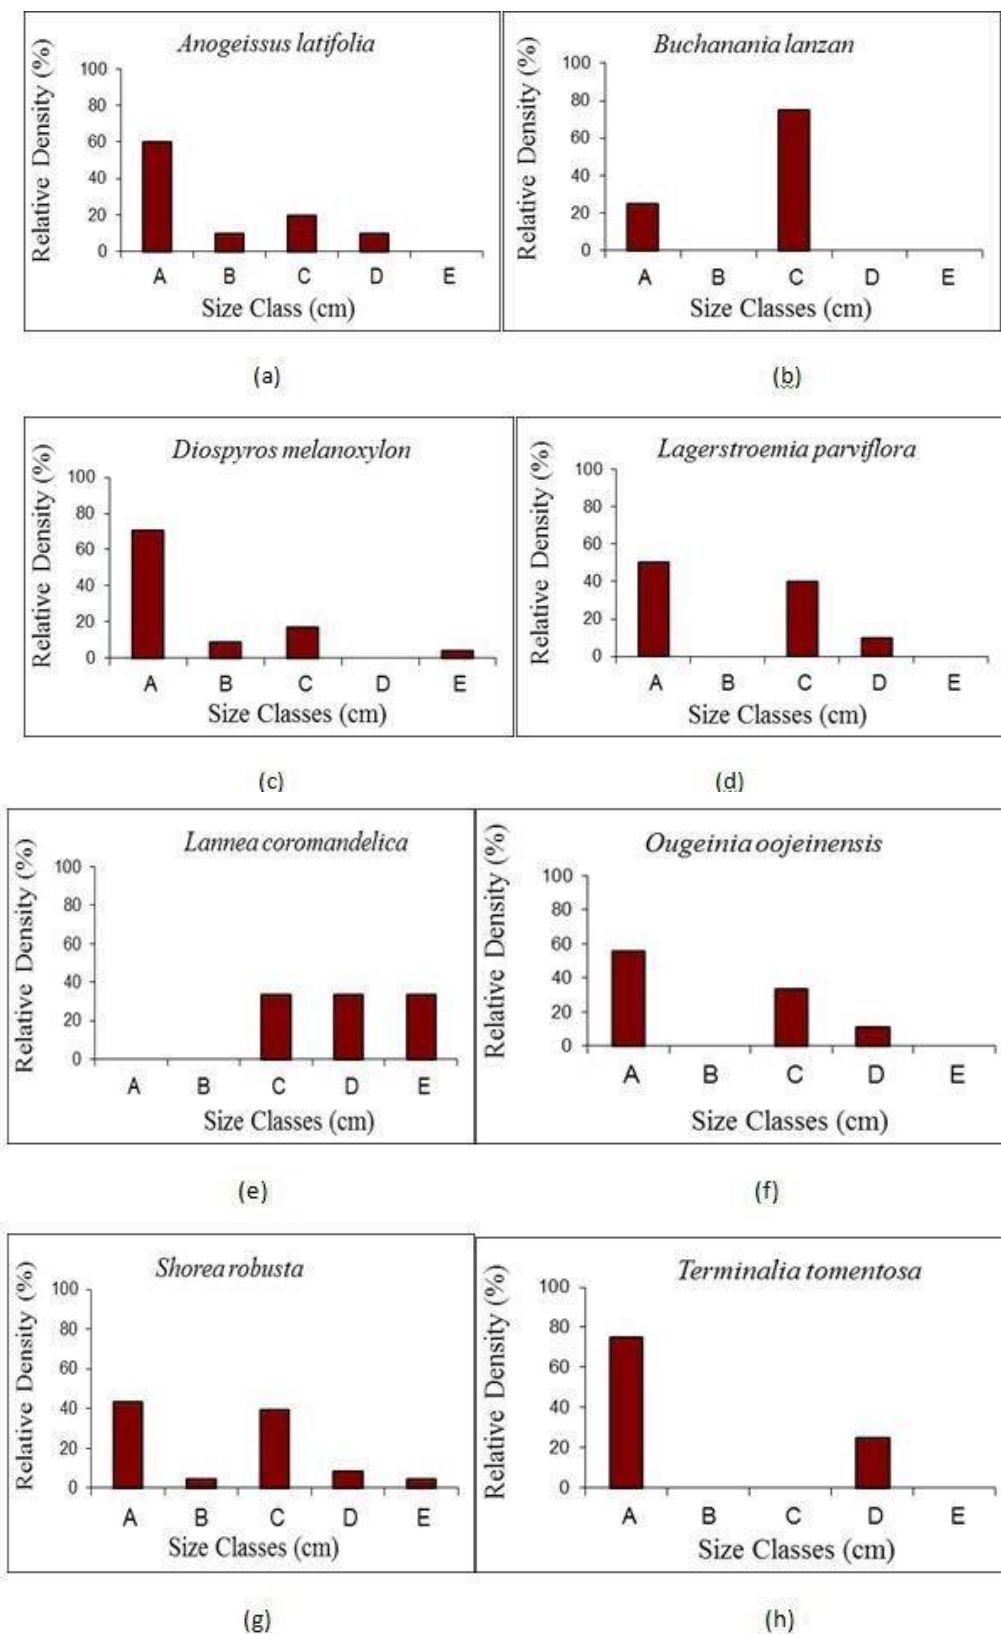 Anogeissus latifolia
Relative Density (%)
100
80
60
40
20
0
A B C D E
Size Class (cm)
(a)
Buchanania lanzan
Relative Density (%)
100
80
60
40
20
0
A B C D E
Size Classes (cm)
(b)
Diospyros melanoxylon
Relative Density (%)
100
80
60
40
20
0
A B C D E
Size Classes (cm)
(c)
Lagerstroemia parviflora
Relative Density (%)
100
80
60
40
20
0
A B C D E
Size Classes (cm)
(d)
Lannea coromandelica
Relative Density (%)
100
80
60
40
20
0
A B C D E
Size Classes (cm)
(e)
Ougeinia oojeinensis
Relative Density (%)
100
80
60
40
20
0
A B C D E
Size Classes (cm)
(f)
Shorea robusta
Relative Density (%)
100
80
60
40
20
0
A B C D E
Size Classes (cm)
(g)
Terminalia tomentosa
Relative Density (%)
100
80
60
40
20
0
A B C D E
Size Classes (cm)
(h)